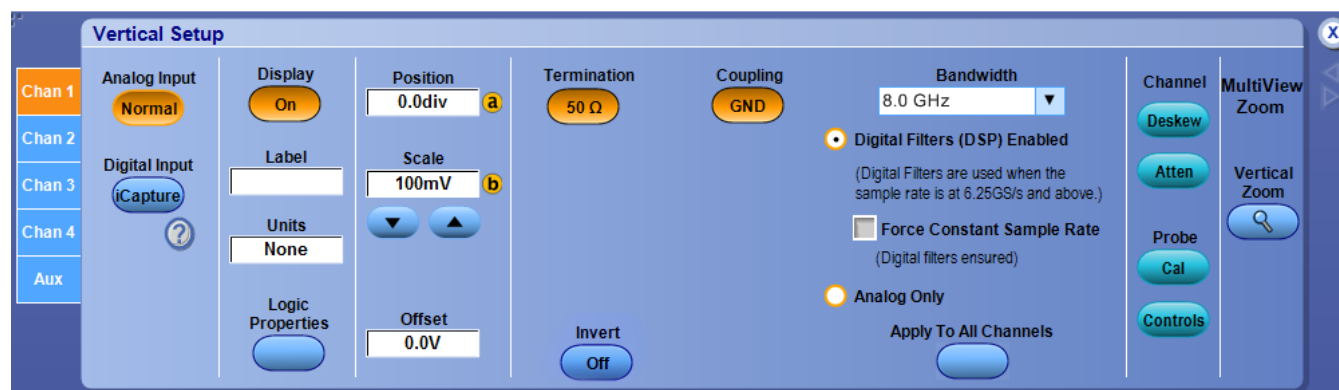 Vertical Setup
X
Chan 1
Chan 2
Chan 3
Chan 4
Aux
Analog Input
Normal
Digital Input
iCapture
?
Display
On
Label
Units
None
Logic
Properties
Position
0.0div
a
Scale
100mV
b
Offset
0.0V
Termination
50 Ω
Invert
Off
Coupling
GND
Bandwidth
8.0 GHz
Digital Filters (DSP) Enabled
(Digital Filters are used when the
sample rate is at 6.25GS/s and above.)
Force Constant Sample Rate
(Digital filters ensured)
Analog Only
Apply To All Channels
Channel
Deskew
Atten
Probe
Cal
Controls
MultiView
Zoom
Vertical
Zoom